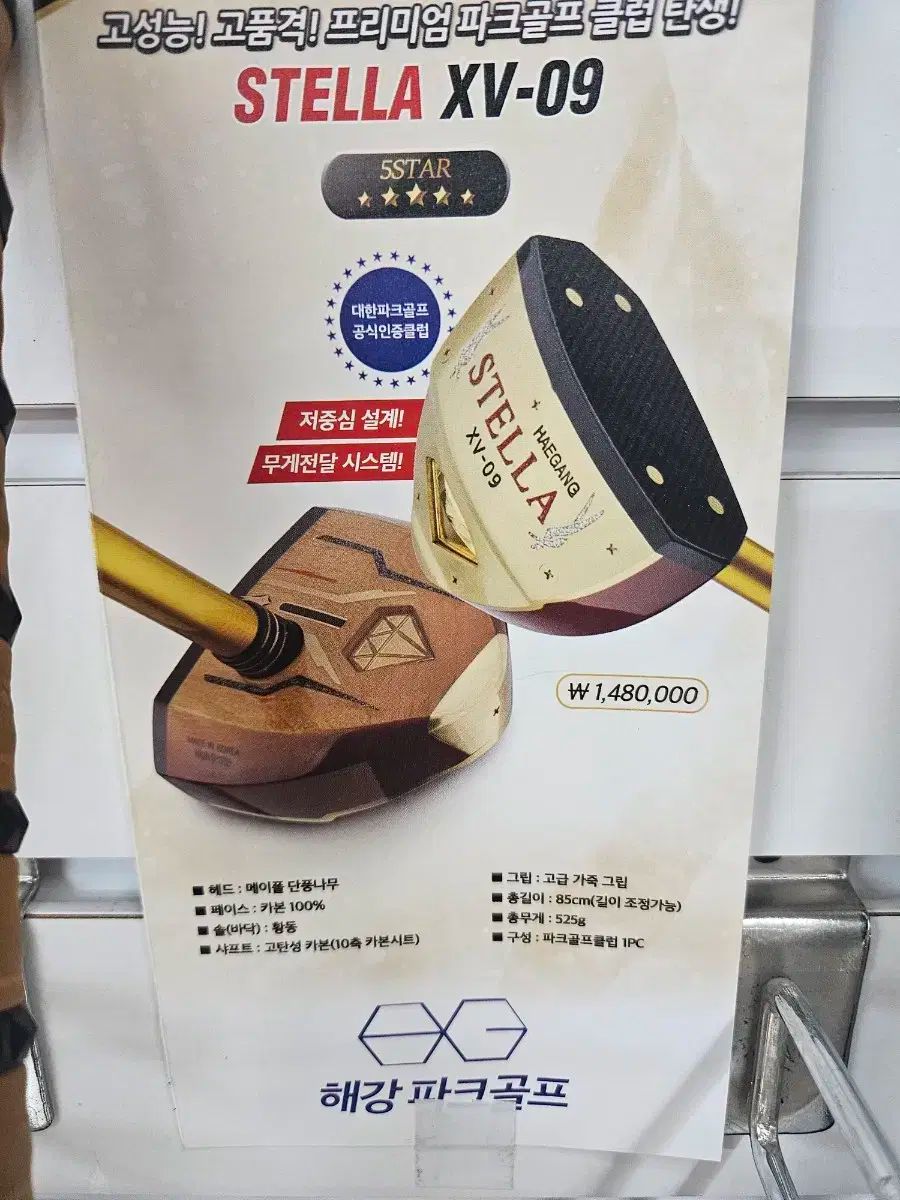 고성능! 고품격! 프리미엄 파크골프 클럽 탄생!
STELLA XV-09
5STAR
대한파크골프
공식인증클럽
저중심 설계!
무게전달 시스템!
HAEGANG
STELLA
XV-09
MADE IN KOREA
₩ 1,480,000
■ 헤드 : 메이플 단풍나무
■ 페이스 : 카본 100%
■ 솔(바닥) : 황동
■ 샤프트 : 고탄성 카본(10축 카본시트)
■ 그립 : 고급 가죽 그립
■ 총길이 : 85cm(길이 조정가능)
■ 총무게 : 525g
■ 구성 : 파크골프클럽 1PC
해강 파크골프